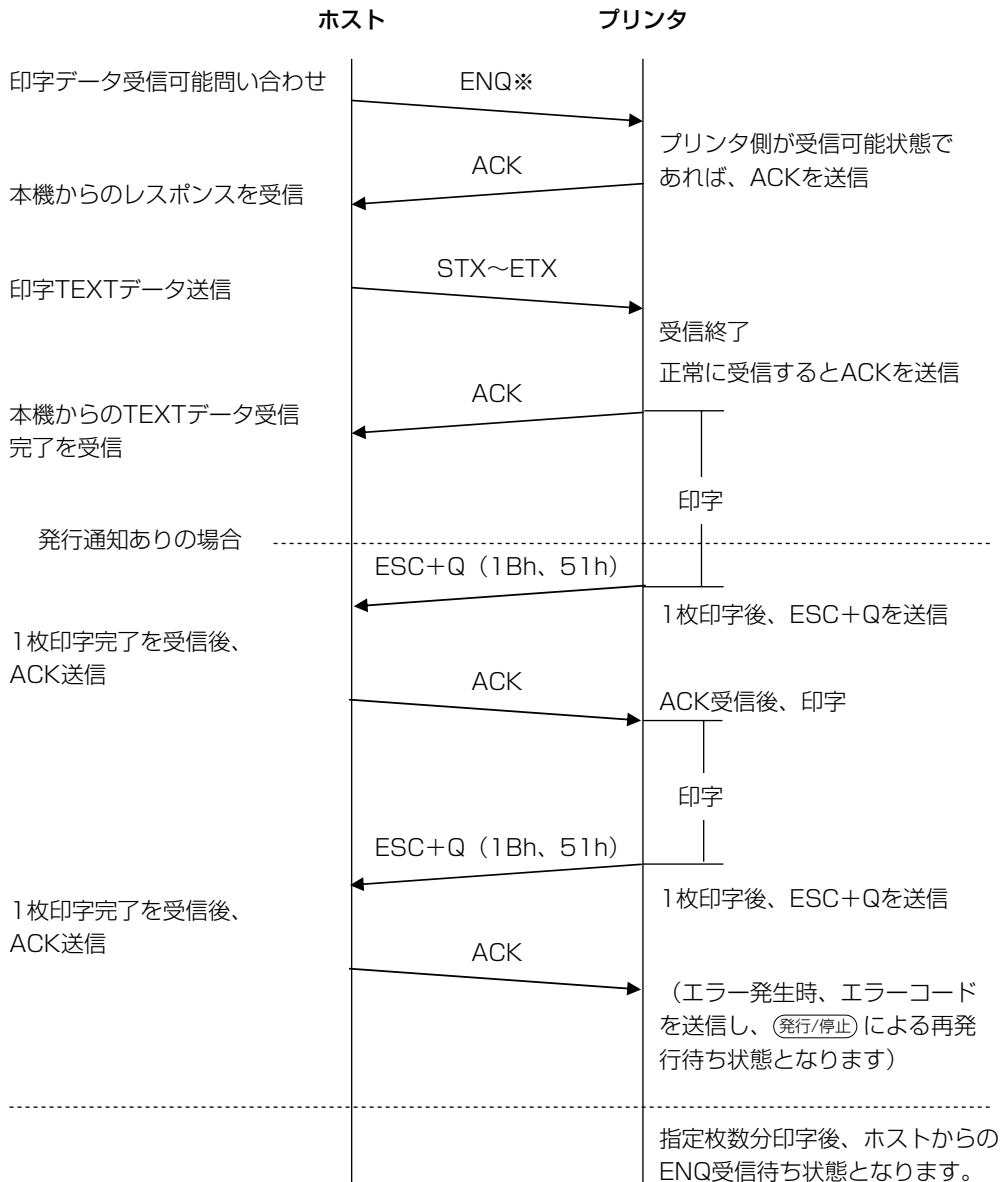 ホスト
プリンタ
印字データ受信可能問い合わせ
ENQ※
プリンタ側が受信可能状態で
あれば、ACKを送信
ACK
本機からのレスポンスを受信
STX〜ETX
印字TEXTデータ送信
受信終了
正常に受信するとACKを送信
ACK
本機からのTEXTデータ受信
完了を受信
印字
発行通知ありの場合
ESC+Q（1Bh、51h）
1枚印字後、ESC+Qを送信
1枚印字完了を受信後、
ACK送信
ACK
ACK受信後、印字
印字
ESC+Q（1Bh、51h）
1枚印字後、ESC+Qを送信
1枚印字完了を受信後、
ACK送信
ACK
（エラー発生時、エラーコード
を送信し、発行/停止による再発
行待ち状態となります）
指定枚数分印字後、ホストからの
ENQ受信待ち状態となります。